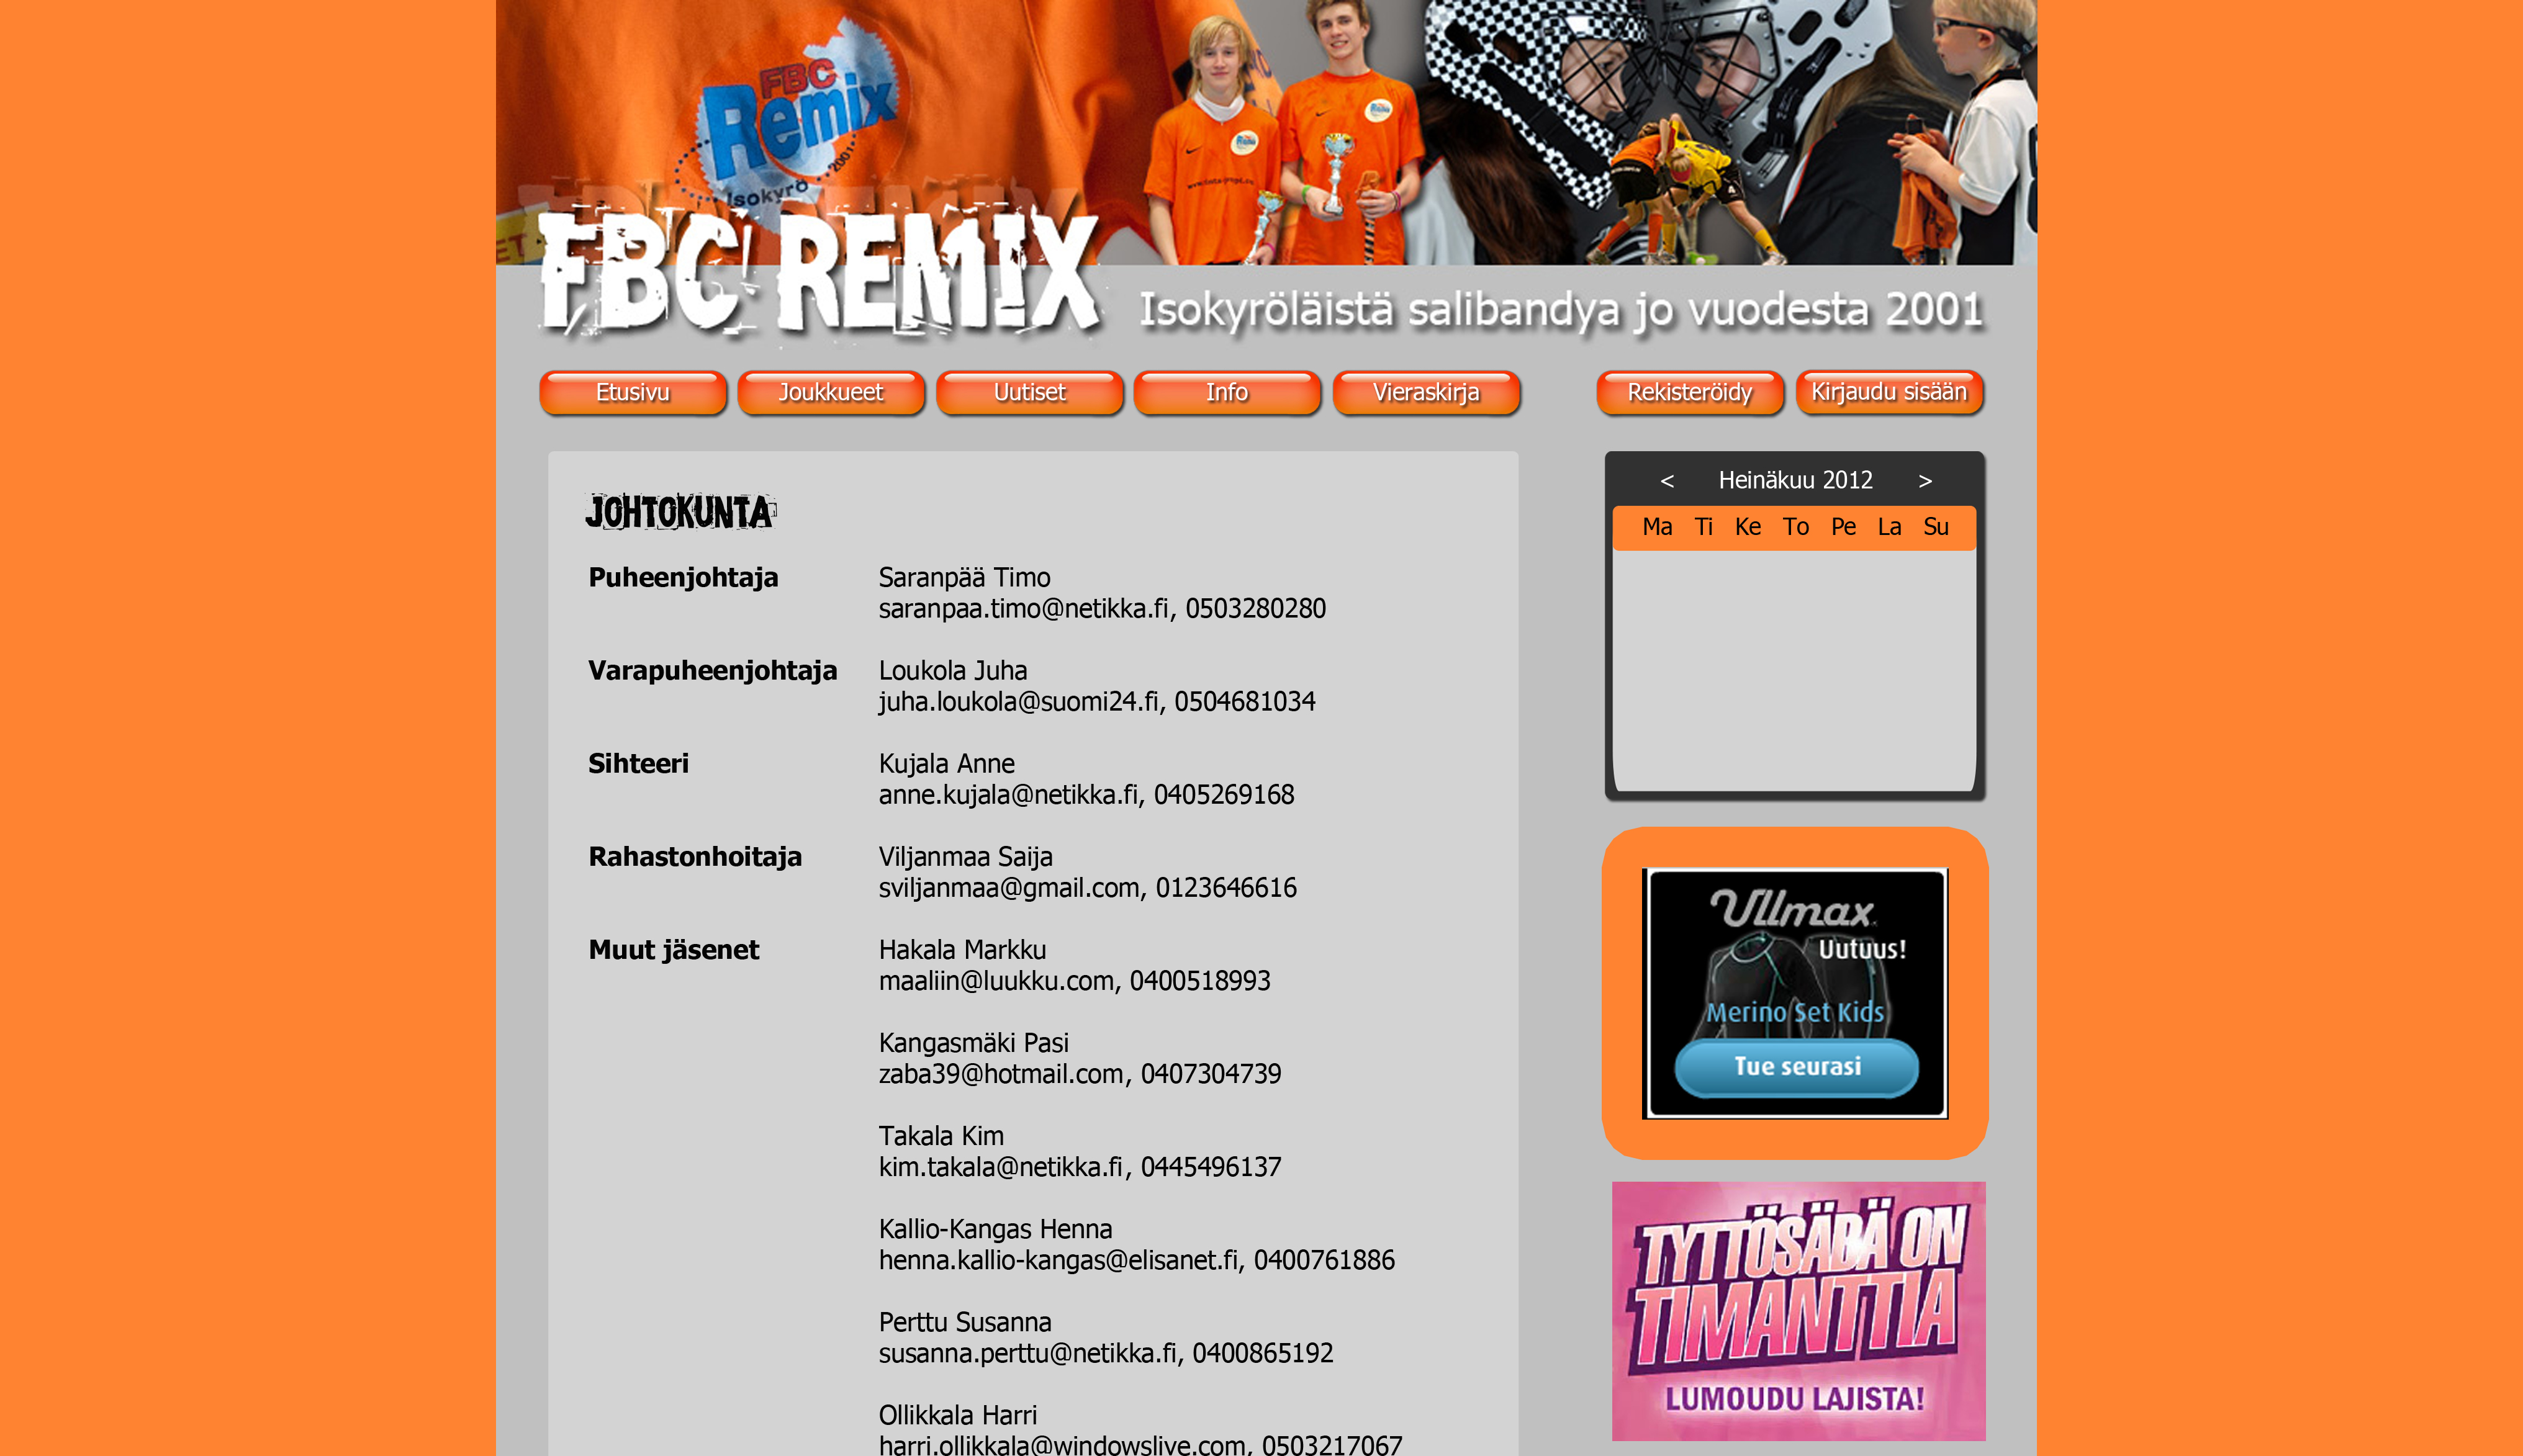 FBC
Remix
Isokyrö ..2001
FBC REMIX
Isokyröläistä salibandya jo vuodesta 2001
Etusivu Joukkueet Uutiset Info Vieraskirja Rekisteröidy Kirjaudu sisään
JOHTOKUNTA
Puheenjohtaja Saranpää Timo
saranpaa.timo@netikka.fi, 0503280280
Varapuheenjohtaja Loukola Juha
juha.loukola@suomi24.fi, 0504681034
Sihteeri Kujala Anne
anne.kujala@netikka.fi, 0405269168
Rahastonhoitaja Viljanmaa Saija
sviljanmaa@gmail.com, 0123646616
Muut jäsenet Hakala Markku
maaliin@luukku.com, 0400518993
Kangasmäki Pasi
zaba39@hotmail.com, 0407304739
Takala Kim
kim.takala@netikka.fi, 0445496137
Kallio-Kangas Henna
henna.kallio-kangas@elisanet.fi, 0400761886
Perttu Susanna
susanna.perttu@netikka.fi, 0400865192
Ollikkala Harri
harri.ollikkala@windowslive.com, 0503217067
< Heinäkuu 2012 >
Ma Ti Ke To Pe La Su
Ullmax
Uutuus!
Merino Set Kids
Tue seurasi
TYTTÖSÄBÄ ON
TIMANTTIA
LUMOUDU LAJISTA!